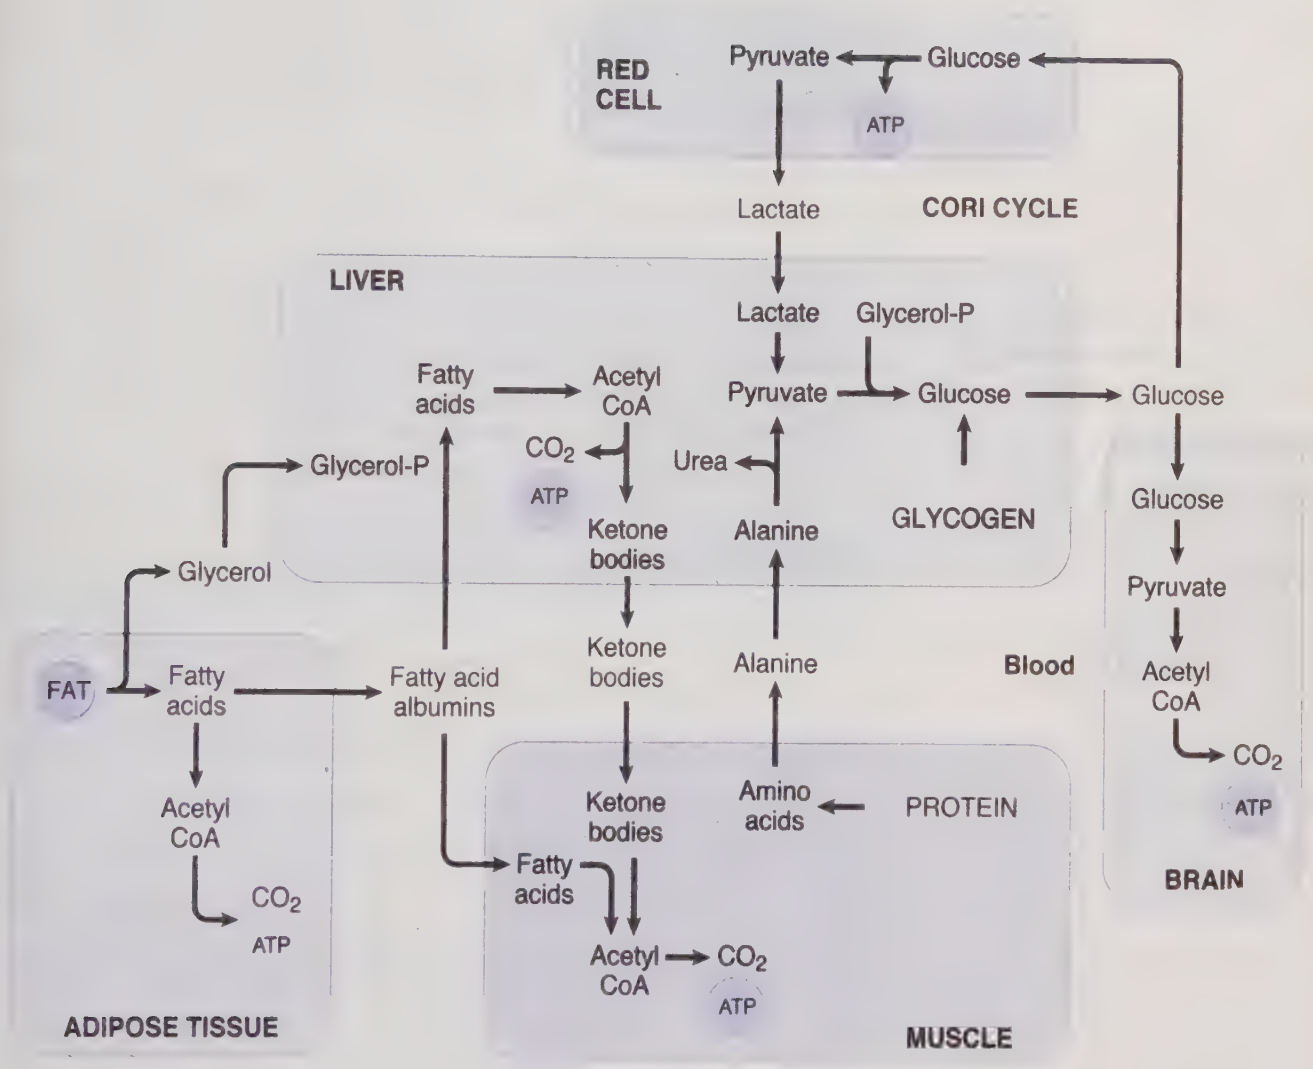 RED
CELL
Pyruvate
Glucose
ATP
Lactate
CORI CYCLE
LIVER
Lactate
Glycerol-P
Fatty
acids
Acetyl
CoA
Pyruvate
Glucose
Glucose
CO2
ATP
Urea
Glycerol-P
GLYCOGEN
Glucose
Ketone
bodies
Alanine
Glycerol
Pyruvate
Ketone
bodies
Alanine
Blood
Acetyl
CoA
FAT
Fatty
acids
Fatty acid
albumins
CO2
ATP
Ketone
bodies
Amino
acids
PROTEIN
Acetyl
CoA
Fatty
acids
BRAIN
CO2
ATP
Acetyl
CoA
CO2
ATP
ADIPOSE TISSUE
MUSCLE